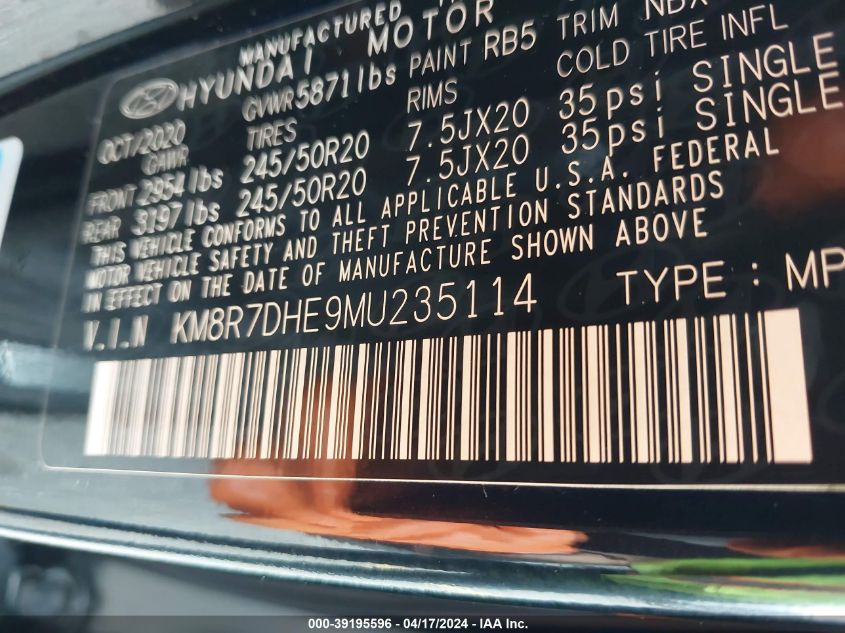 MANUFACTURED
HYUNDAI MOTOR
OCT/2020 GVWR 5871lbs PAINT RB5 TRIM NBX
GAWR TIRES RIMS COLD TIRE INFL
FRONT 2954lbs 245/50R20 7.5JX20 35psi SINGLE
REAR 3197lbs 245/50R20 7.5JX20 35psi SINGLE
THIS VEHICLE CONFORMS TO ALL APPLICABLE U.S.A. FEDERAL
MOTOR VEHICLE SAFETY AND THEFT PREVENTION STANDARDS
IN EFFECT ON THE DATE OF MANUFACTURE SHOWN ABOVE
V.I.N KM8R7DHE9MU235114 TYPE : MP
000-39195596 - 04/17/2024 - IAA Inc.